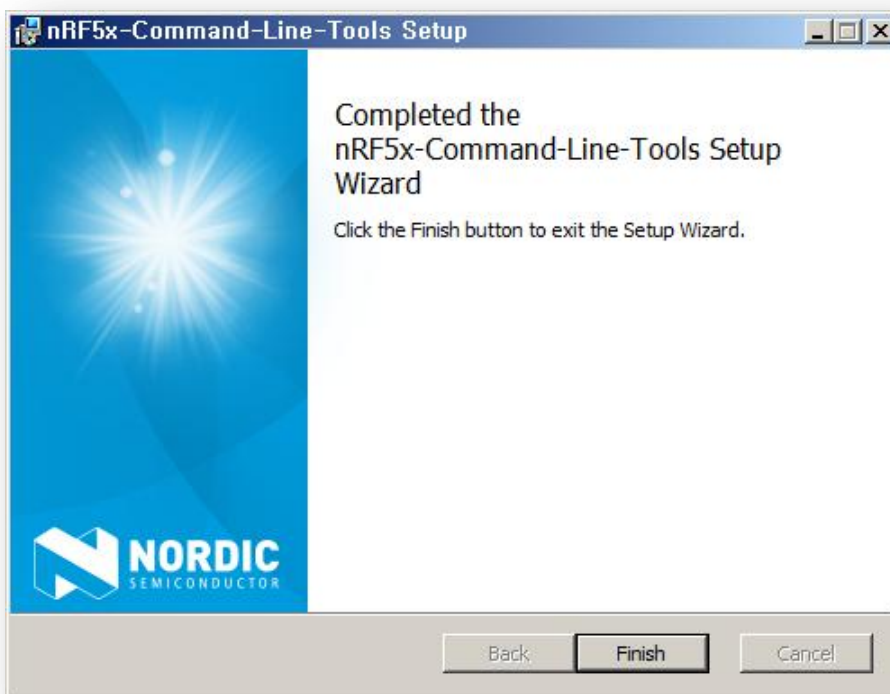 nRF5x-Command-Line-Tools Setup
Completed the
nRF5x-Command-Line-Tools Setup
Wizard
Click the Finish button to exit the Setup Wizard.
NORDIC
SEMICONDUCTOR
Back Finish Cancel